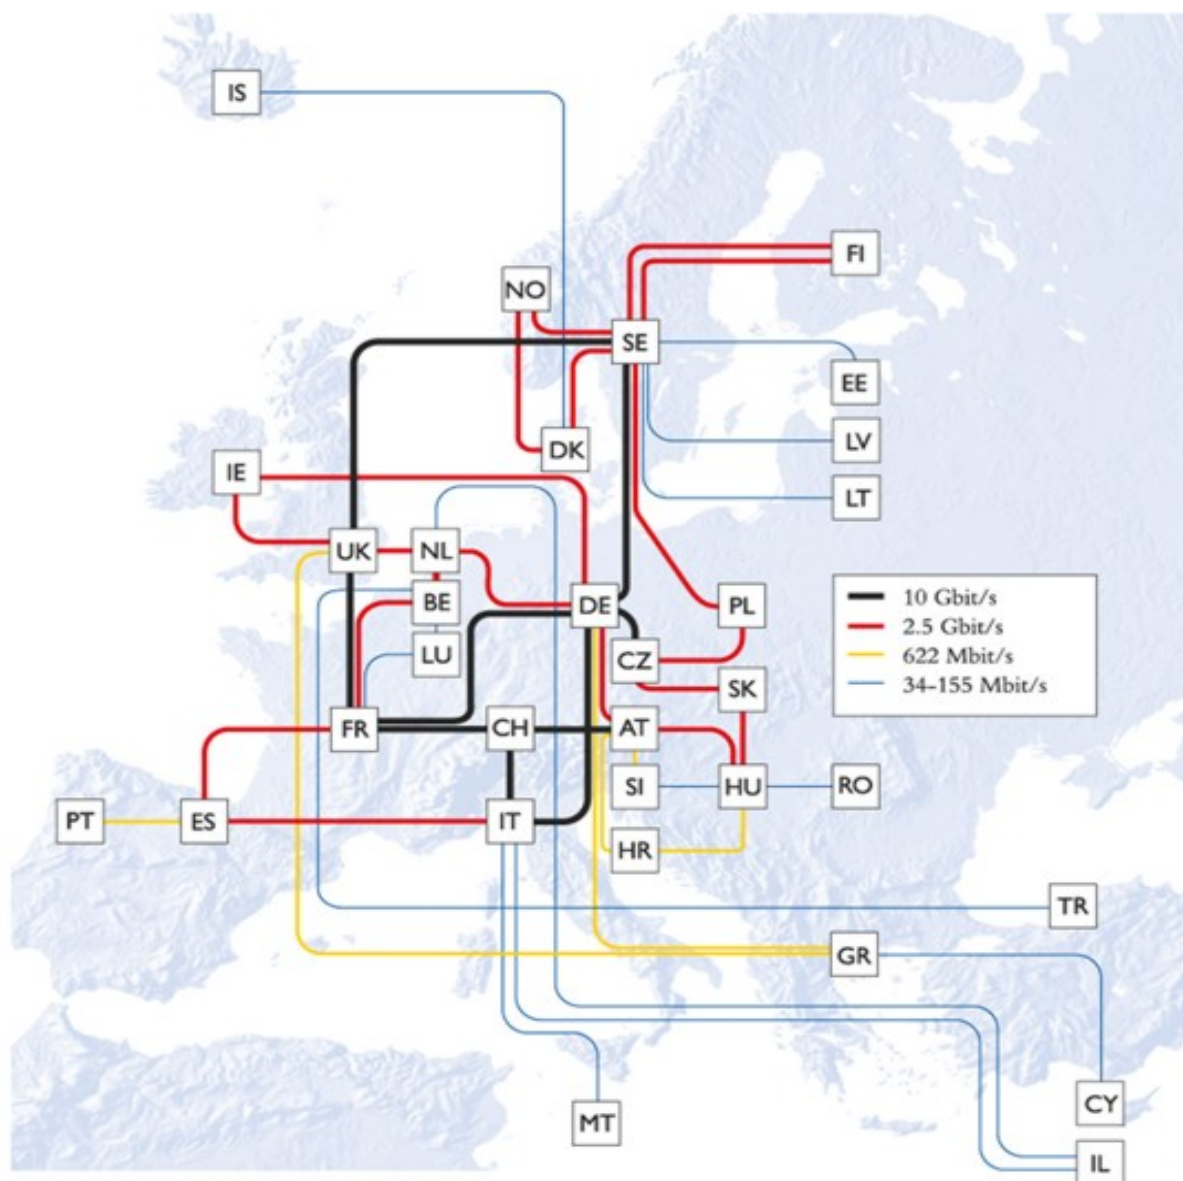 IS
FI
NO
SE
EE
LV
DK
IE
LT
UK
NL
BE
DE
PL
LU
CZ
SK
FR
CH
AT
SI
HU
RO
PT
ES
IT
HR
TR
GR
CY
MT
IL
10 Gbit/s
2.5 Gbit/s
622 Mbit/s
34-155 Mbit/s